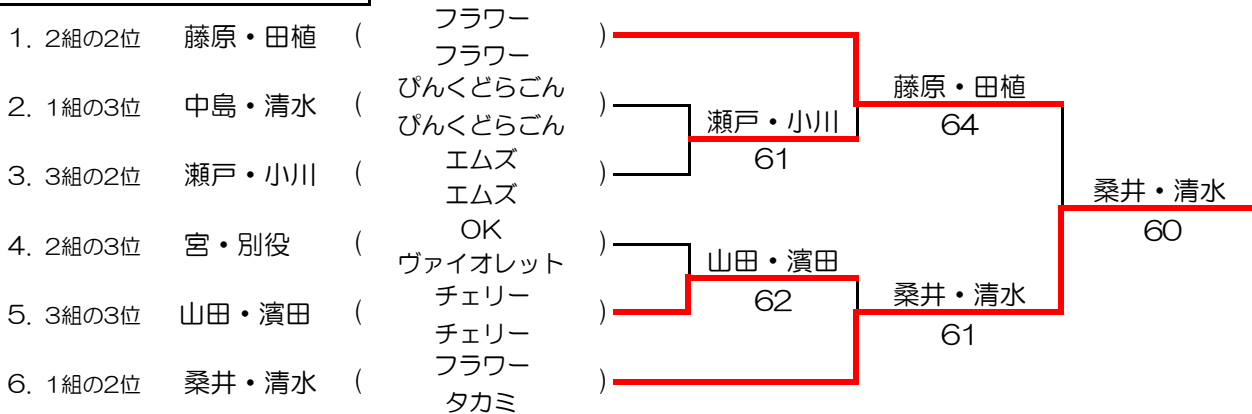 フラワー
1. 2組の2位 藤原・田植 ( )
フラワー
ぴんくどらごん
2. 1組の3位 中島・清水 ( )
ぴんくどらごん
エムズ
3. 3組の2位 瀬戸・小川 ( )
エムズ
OK
4. 2組の3位 宮・別役 ( )
ヴァイオレット
チェリー
5. 3組の3位 山田・濱田 ( )
チェリー
フラワー
6. 1組の2位 桑井・清水 ( )
タカミ
瀬戸・小川
61
山田・濱田
62
藤原・田植
64
桑井・清水
61
桑井・清水
60